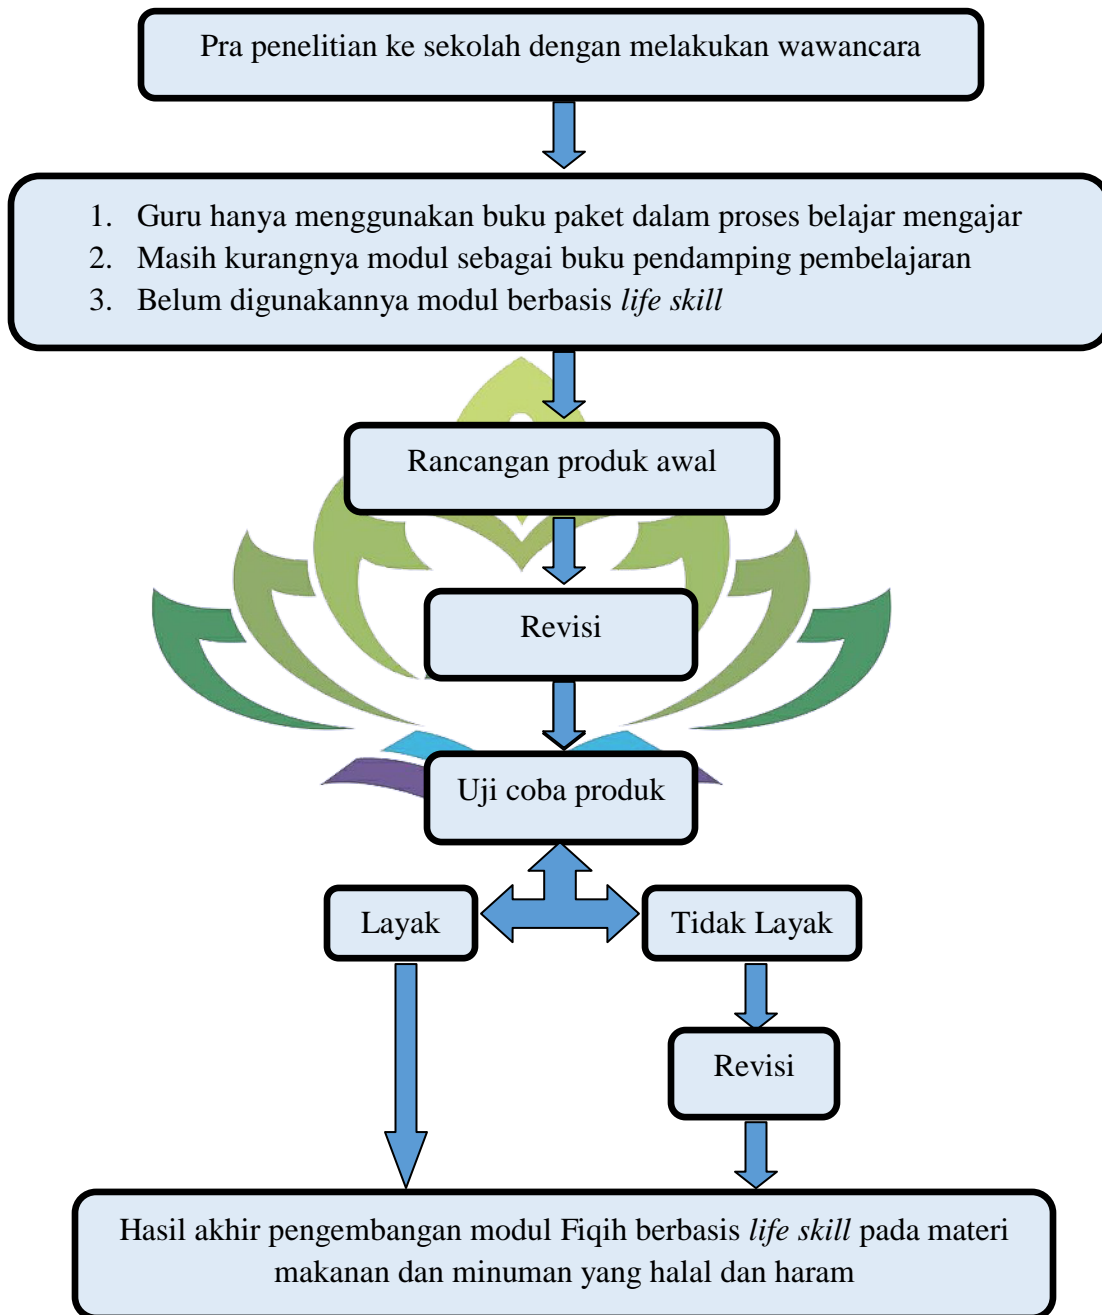 Pra penelitian ke sekolah dengan melakukan wawancara
1. Guru hanya menggunakan buku paket dalam proses belajar mengajar
2. Masih kurangnya modul sebagai buku pendamping pembelajaran
3. Belum digunakannya modul berbasis life skill
Rancangan produk awal
Revisi
Uji coba produk
Layak
Tidak Layak
Revisi
Hasil akhir pengembangan modul Fiqih berbasis life skill pada materi
makanan dan minuman yang halal dan haram